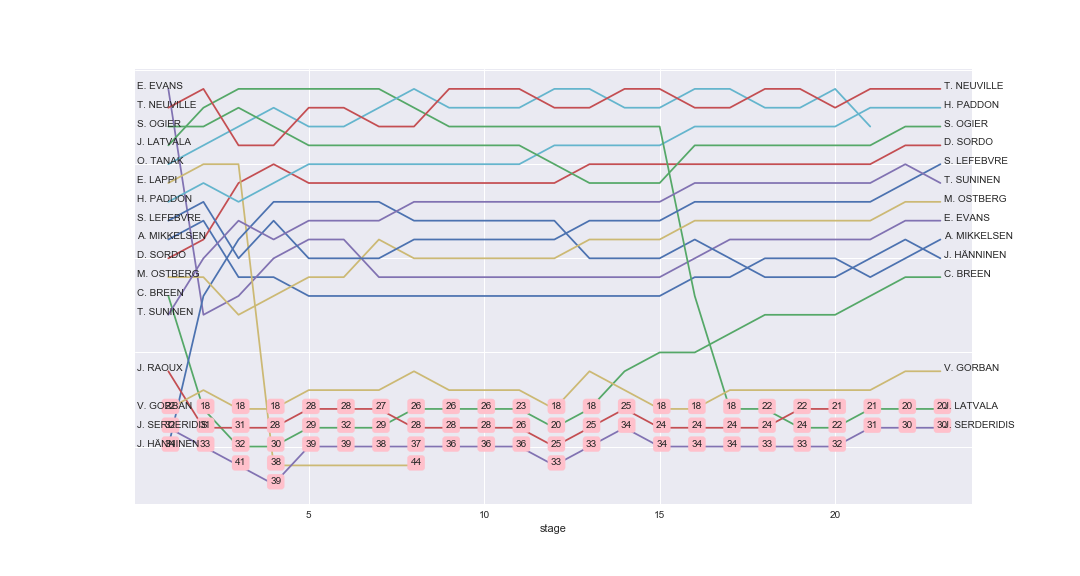 E. EVANS T. NEUVILLE
T. NEUVILLE H. PADDON
S. OGIER S. OGIER
J. LATVALA D. SORDO
O. TANAK S. LEFEBVRE
E. LAPPI T. SUNINEN
H. PADDON M. OSTBERG
S. LEFEBVRE E. EVANS
A. MIKKELSEN A. MIKKELSEN
D. SORDO J. HÄNNINEN
M. OSTBERG C. BREEN
C. BREEN
T. SUNINEN
J. RAOUX V. GORBAN
V. GORBAN 18 18 18 28 28 27 26 26 26 23 18 18 25 18 18 18 22 22 21 21 20 20 J. LATVALA
J. SERDERIDIS 31 28 29 32 29 28 28 28 26 20 25 34 24 24 24 24 24 22 31 30 30 J. SERDERIDIS
J. HÄNNINEN 33 32 30 39 39 38 37 36 36 36 25 33 34 34 34 33 33 32
41 38 44 33
39
5 10 15 20
stage